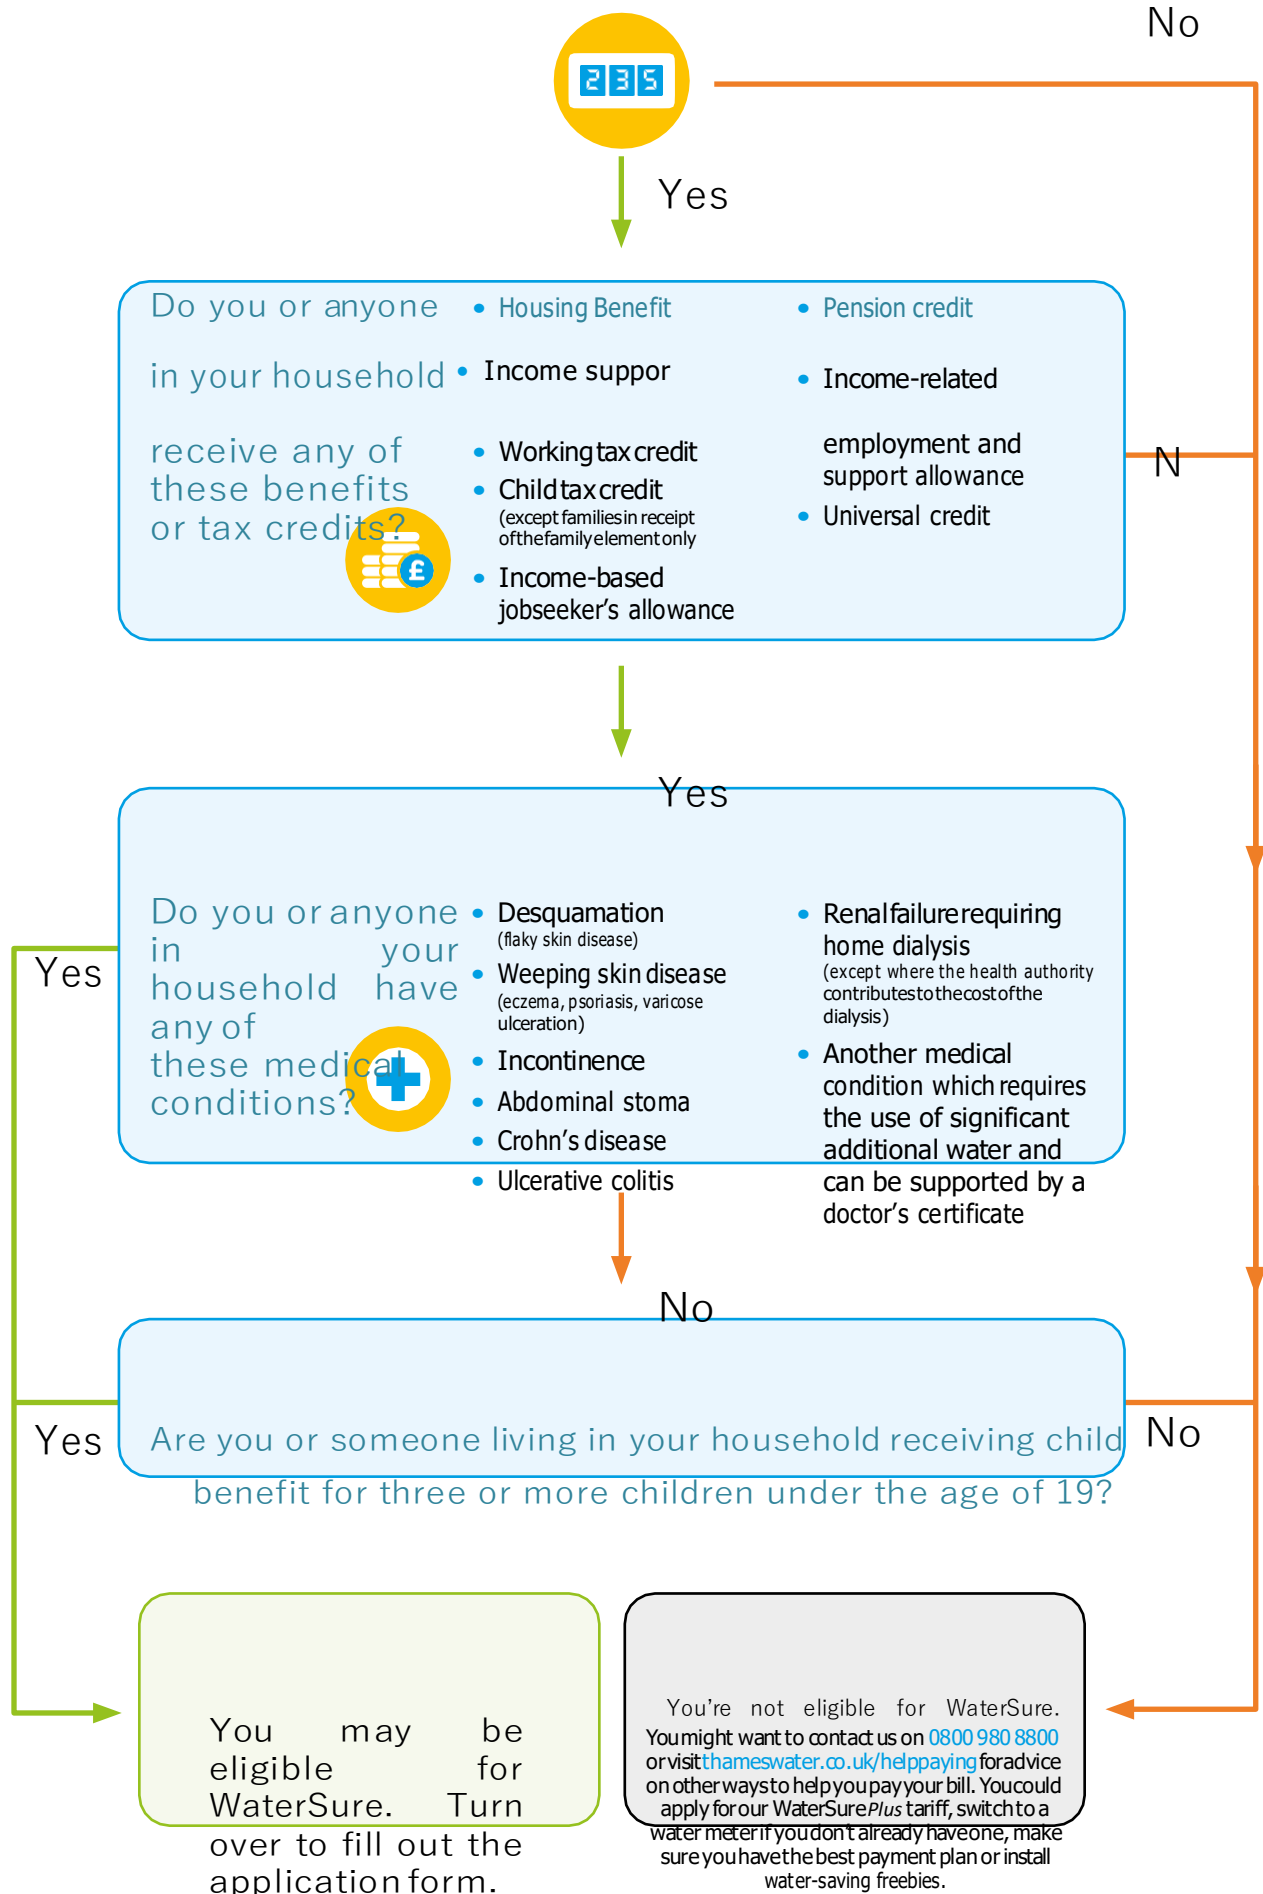 No
235
Yes
Do you or anyone
in your household
receive any of
these benefits
or tax credits?
• Housing Benefit
• Income suppor
• Working tax credit
• Child tax credit
(except families in receipt
of the family element only
• Income-based
jobseeker's allowance
• Pension credit
• Income-related
employment and
support allowance
• Universal credit
N
£
Yes
Do you or anyone
in your
household have
any of
these medical
conditions?
• Desquamation
(flaky skin disease)
• Weeping skin disease
(eczema, psoriasis, varicose
ulceration)
• Incontinence
• Abdominal stoma
• Crohn's disease
• Ulcerative colitis
• Renal failure requiring
home dialysis
(except where the health authority
contributes to the cost of the
dialysis)
• Another medical
condition which requires
the use of significant
additional water and
can be supported by a
doctor's certificate
Yes
No
Yes
Are you or someone living in your household receiving child
benefit for three or more children under the age of 19?
No
You may be
eligible for
WaterSure. Turn
over to fill out the
application form.
You're not eligible for WaterSure.
You might want to contact us on 0800 980 8800
or visit thameswater.co.uk/helppaying for advice
on other ways to help you pay your bill. You could
apply for our WaterSure Plus tariff, switch to a
water meter if you don't already have one, make
sure you have the best payment plan or install
water-saving freebies.